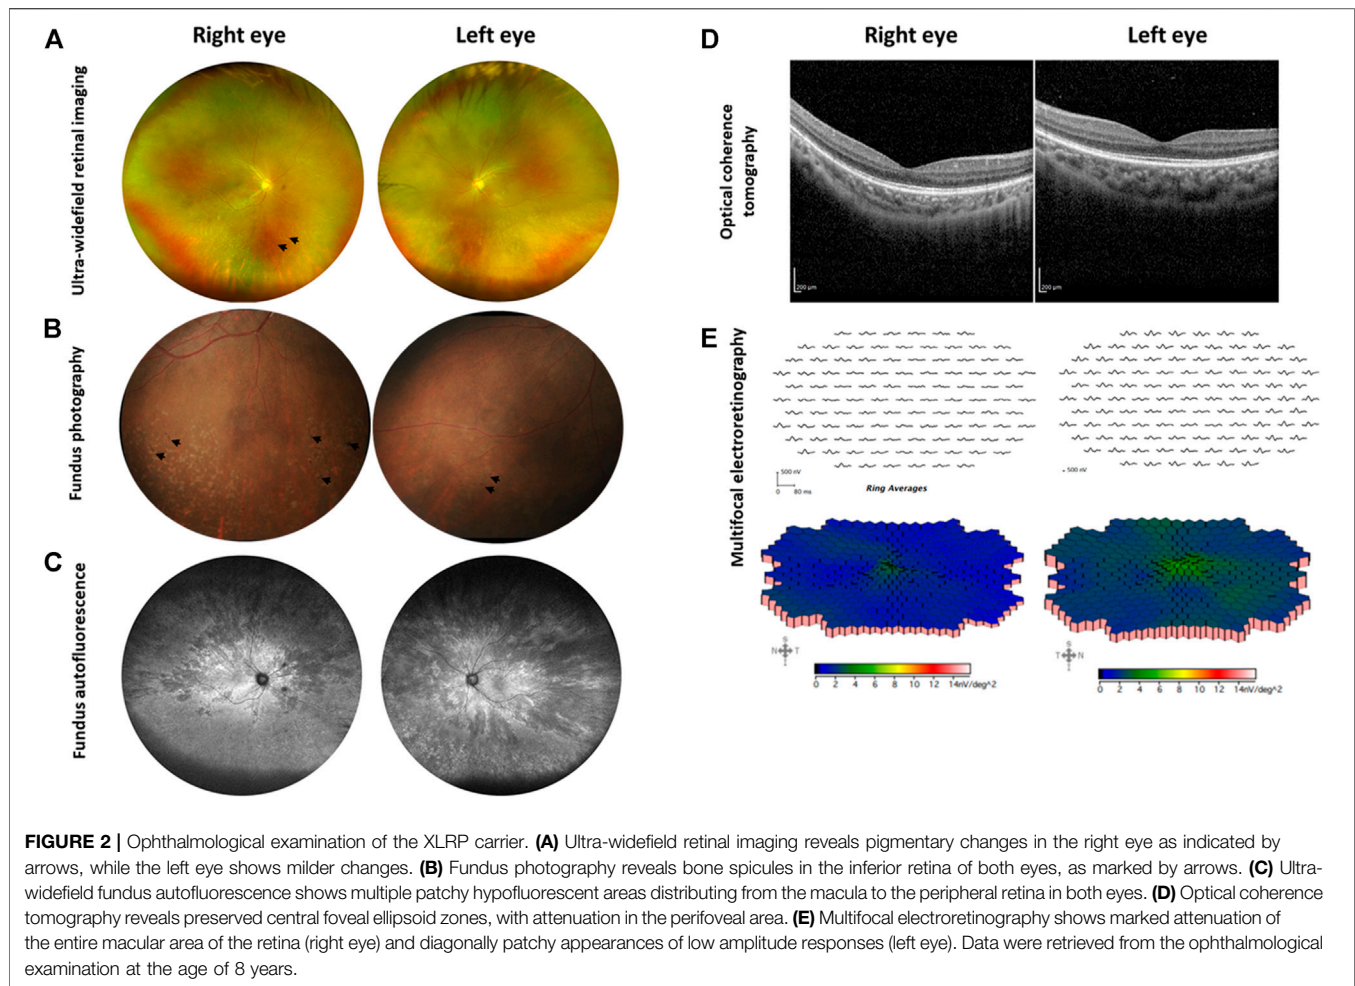 A
Right eye
Left eye
Ultra-widefield retinal imaging
B
Fundus photography
C
Fundus autofluorescence
D
Right eye
Left eye
Optical coherence
tomography
200 µm
200 µm
E
Multifocal electroretinography
500 nV
0 80 ms
Ring Averages
500 nV
S
N T
I
0 2 4 6 8 10 12 14nV/deg^2
S
T N
I
0 2 4 6 8 10 12 14nV/deg^2
FIGURE 2 | Ophthalmological examination of the XLRP carrier. (A) Ultra-widefield retinal imaging reveals pigmentary changes in the right eye as indicated by
arrows, while the left eye shows milder changes. (B) Fundus photography reveals bone spicules in the inferior retina of both eyes, as marked by arrows. (C) Ultra-
widefield fundus autofluorescence shows multiple patchy hypofluorescent areas distributing from the macula to the peripheral retina in both eyes. (D) Optical coherence
tomography reveals preserved central foveal ellipsoid zones, with attenuation in the perifoveal area. (E) Multifocal electroretinography shows marked attenuation of
the entire macular area of the retina (right eye) and diagonally patchy appearances of low amplitude responses (left eye). Data were retrieved from the ophthalmological
examination at the age of 8 years.